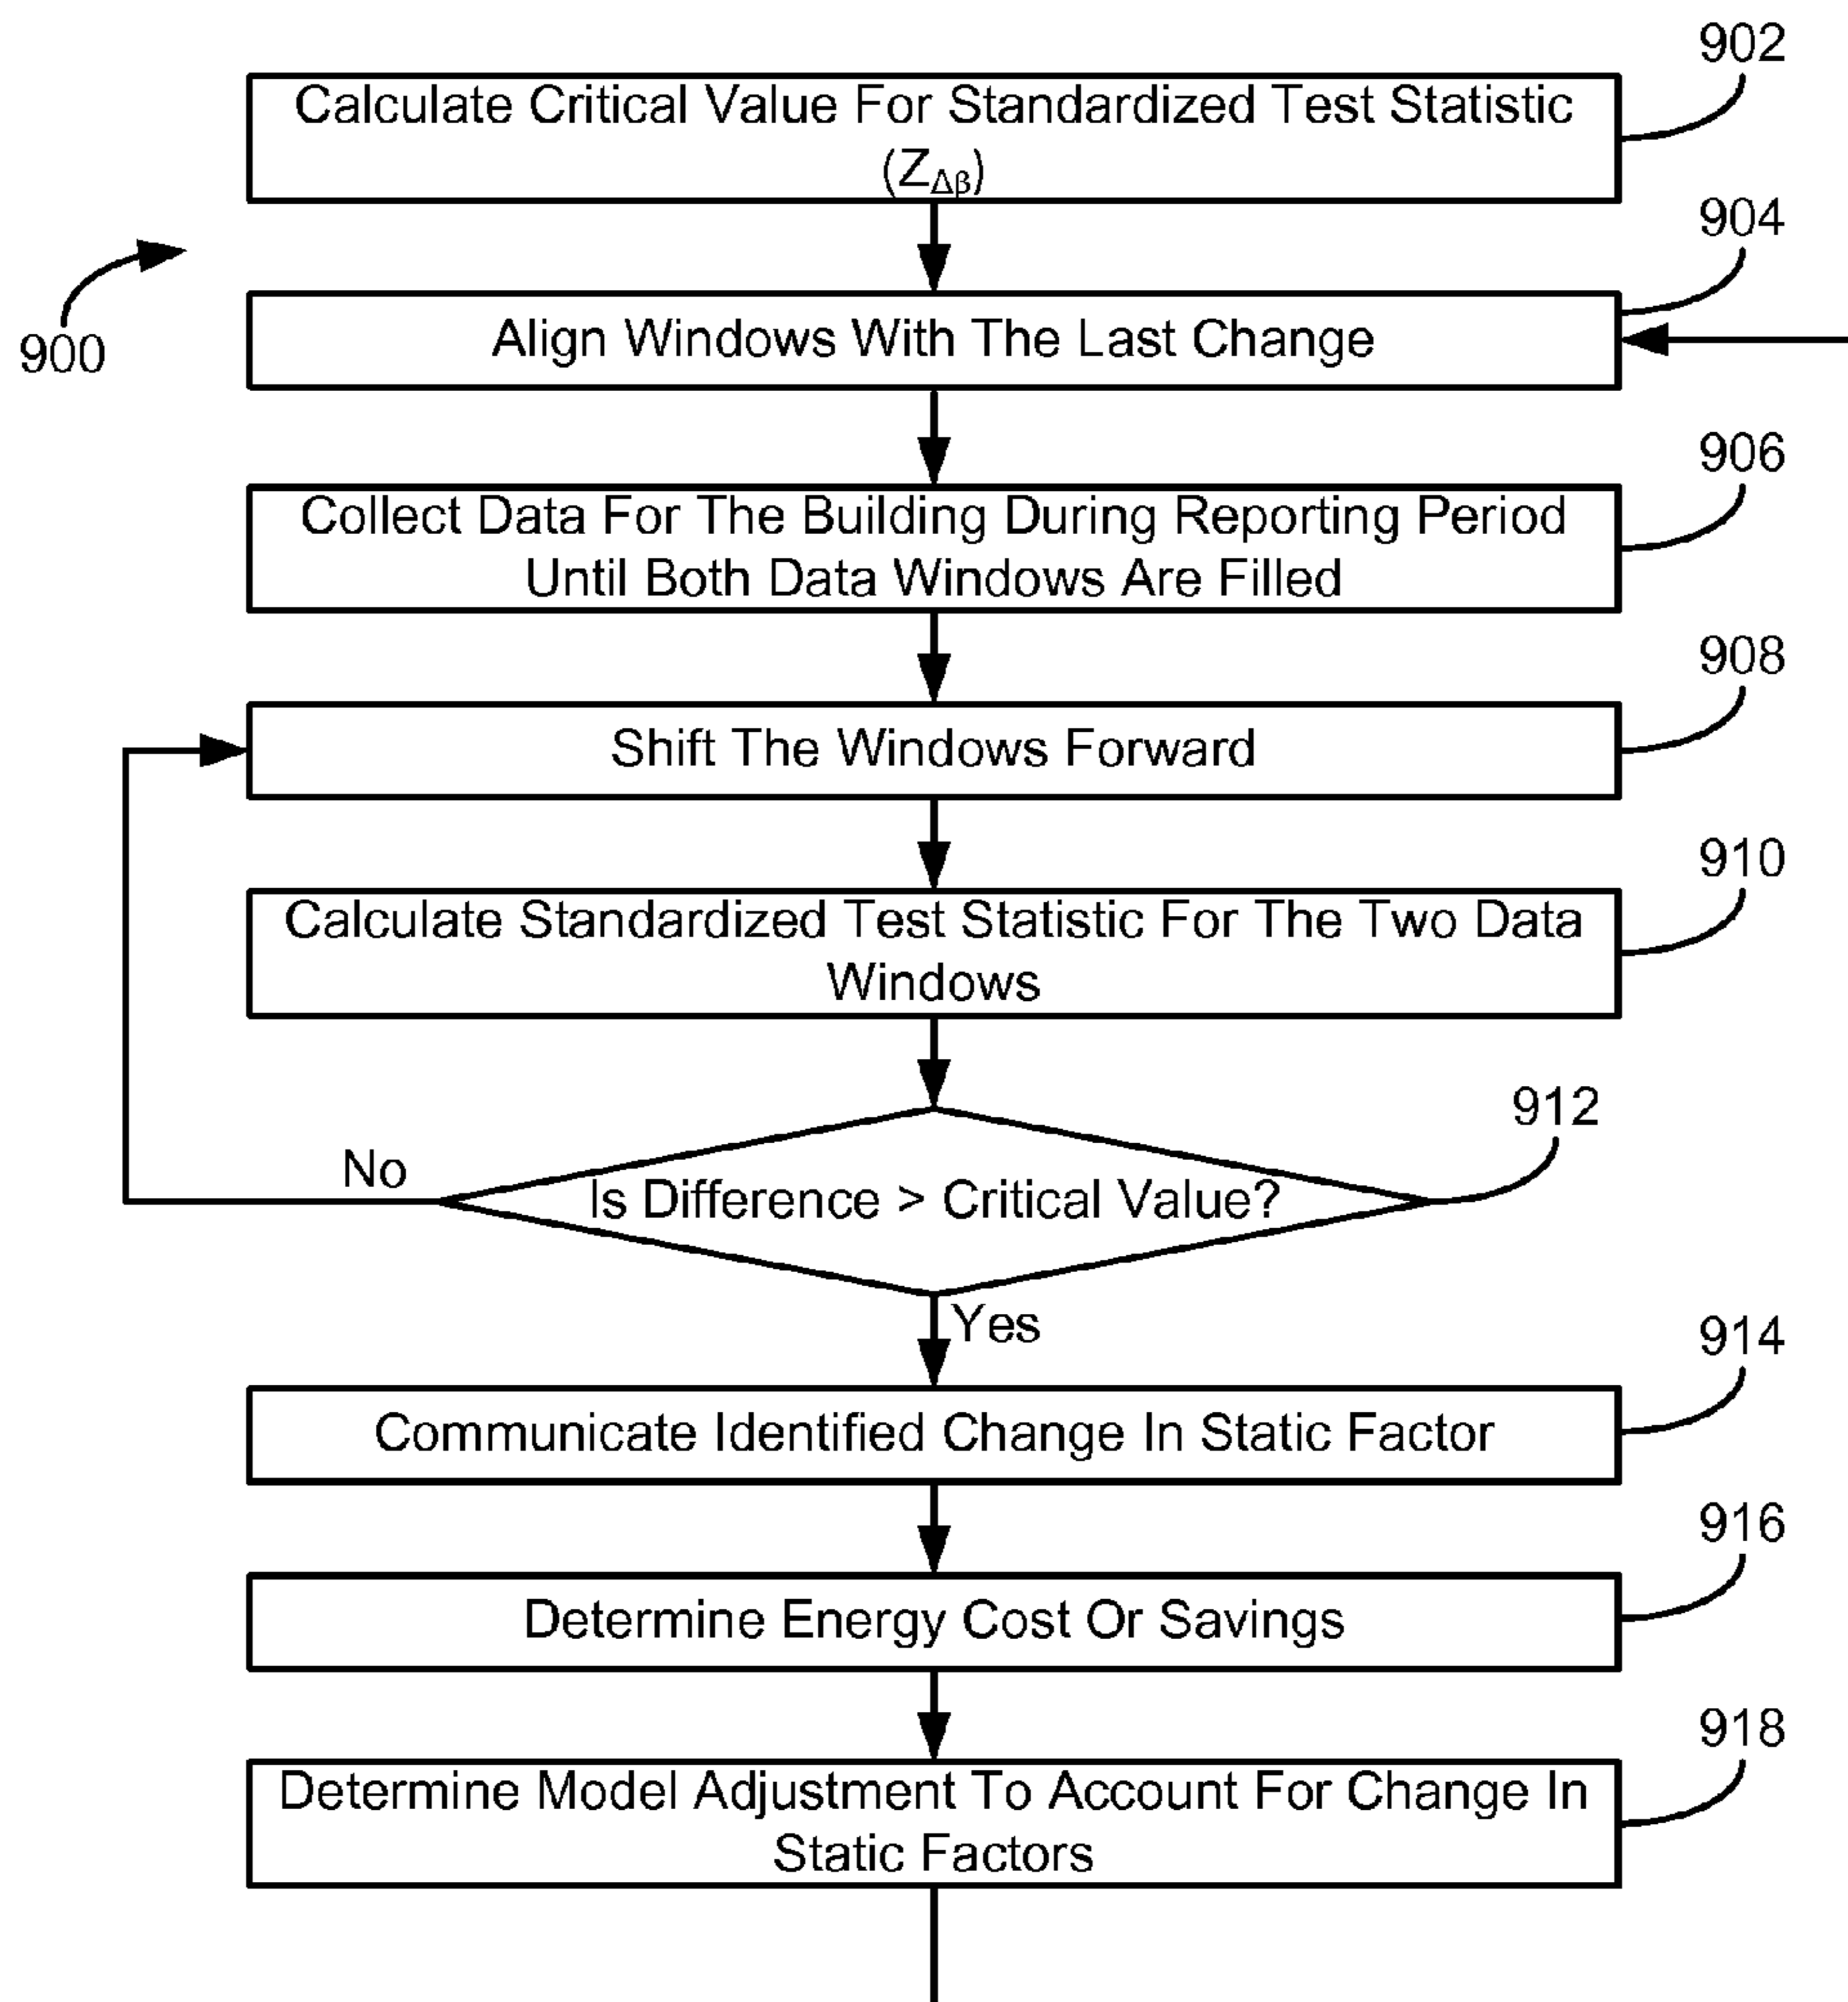 902
Calculate Critical Value For Standardized Test Statistic
(Z_Δβ)
904
900
Align Windows With The Last Change
906
Collect Data For The Building During Reporting Period
Until Both Data Windows Are Filled
908
Shift The Windows Forward
910
Calculate Standardized Test Statistic For The Two Data
Windows
912
No
Is Difference > Critical Value?
Yes
914
Communicate Identified Change In Static Factor
916
Determine Energy Cost Or Savings
918
Determine Model Adjustment To Account For Change In
Static Factors